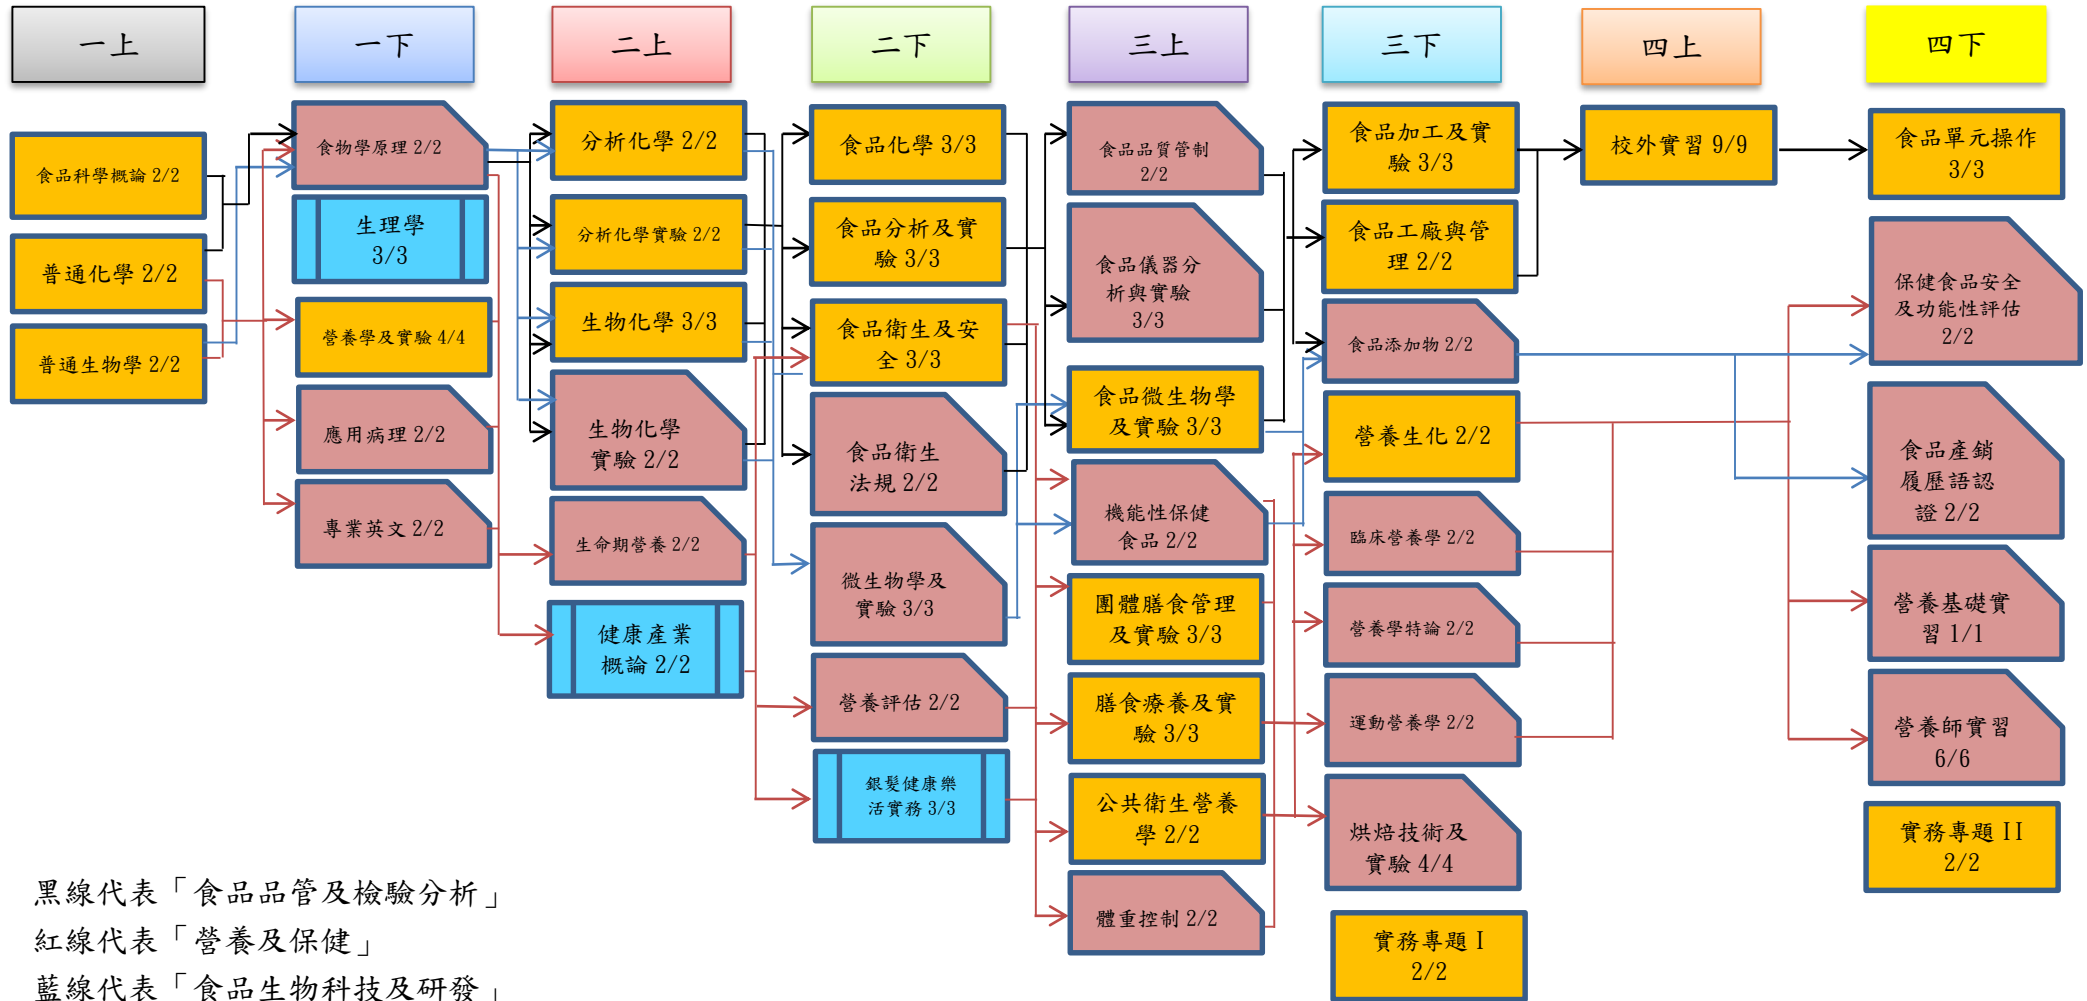 一上
一下
二上
二下
三上
三下
四上
四下
食品科學概論 2/2
普通化學 2/2
普通生物學 2/2
食物學原理 2/2
生理學
3/3
營養學及實驗 4/4
應用病理 2/2
專業英文 2/2
分析化學 2/2
分析化學實驗 2/2
生物化學 3/3
生物化學
實驗 2/2
生命期營養 2/2
健康產業
概論 2/2
食品化學 3/3
食品分析及實
驗 3/3
食品衛生及安
全 3/3
食品衛生
法規 2/2
微生物學及
實驗 3/3
營養評估 2/2
銀髮健康樂
活實務 3/3
食品品質管制
2/2
食品儀器分
析與實驗
3/3
食品微生物學
及實驗 3/3
機能性保健
食品 2/2
團體膳食管理
及實驗 3/3
膳食療養及實
驗 3/3
公共衛生營養
學 2/2
體重控制 2/2
食品加工及實
驗 3/3
食品工廠與管
理 2/2
食品添加物 2/2
營養生化 2/2
臨床營養學 2/2
營養學特論 2/2
運動營養學 2/2
烘焙技術及
實驗 4/4
實務專題 I
2/2
校外實習 9/9
食品單元操作
3/3
保健食品安全
及功能性評估
2/2
食品產銷
履歷語認
證 2/2
營養基礎實
習 1/1
營養師實習
6/6
實務專題 II
2/2
黑線代表「食品品管及檢驗分析」
紅線代表「營養及保健」
藍線代表「食品生物科技及研發」